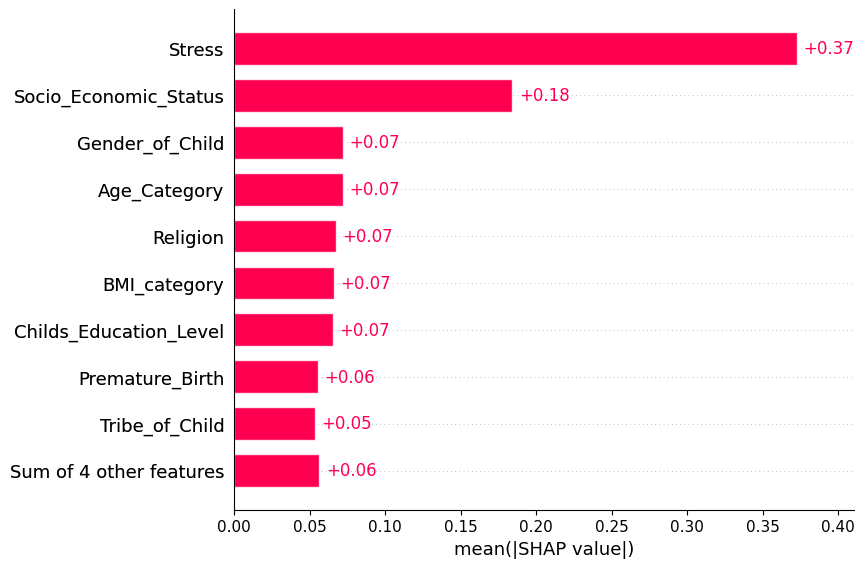 Stress +0.37
Socio_Economic_Status +0.18
Gender_of_Child +0.07
Age_Category +0.07
Religion +0.07
BMI_category +0.07
Childs_Education_Level +0.07
Premature_Birth +0.06
Tribe_of_Child +0.05
Sum of 4 other features +0.06
0.00 0.05 0.10 0.15 0.20 0.25 0.30 0.35 0.40
mean(|SHAP value|)